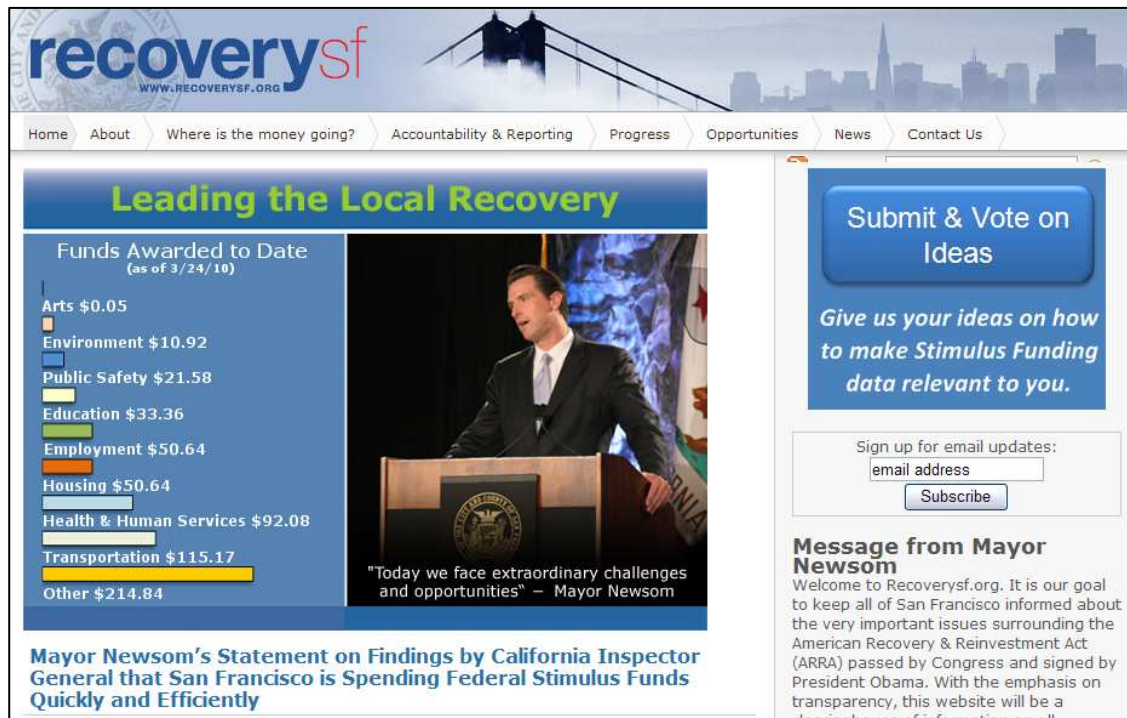 recoverysf
WWW.RECOVERYSF.ORG
Home About Where is the money going? Accountability & Reporting Progress Opportunities News Contact Us
Leading the Local Recovery
Funds Awarded to Date
(as of 3/24/10)
Arts $0.05
Environment $10.92
Public Safety $21.58
Education $33.36
Employment $50.64
Housing $50.64
Health & Human Services $92.08
Transportation $115.17
Other $214.84
"Today we face extraordinary challenges
and opportunities" – Mayor Newsom
Mayor Newsom's Statement on Findings by California Inspector
General that San Francisco is Spending Federal Stimulus Funds
Quickly and Efficiently
Submit & Vote on
Ideas
Give us your ideas on how
to make Stimulus Funding
data relevant to you.
Sign up for email updates:
email address
Subscribe
Message from Mayor
Newsom
Welcome to Recoverysf.org. It is our goal
to keep all of San Francisco informed about
the very important issues surrounding the
American Recovery & Reinvestment Act
(ARRA) passed by Congress and signed by
President Obama. With the emphasis on
transparency, this website will be a